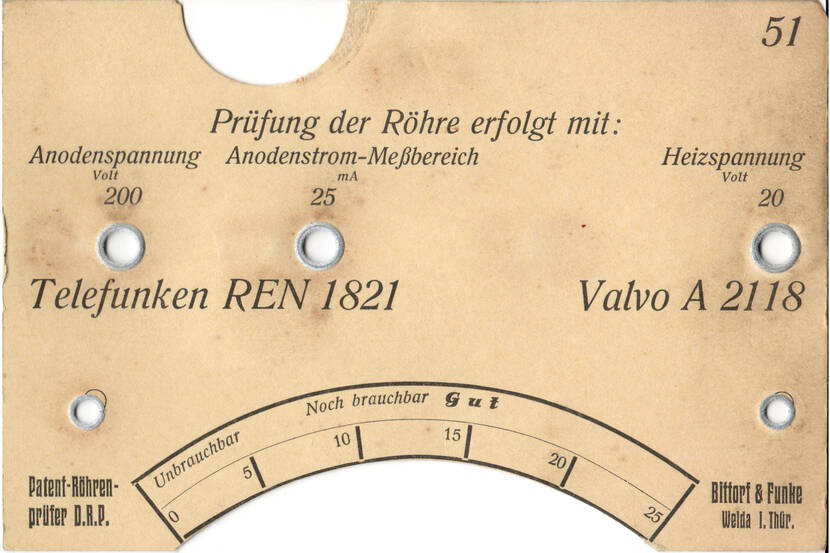 51
Prüfung der Röhre erfolgt mit:
Anodenspannung Anodenstrom-Meßbereich Heizspannung
Volt mA Volt
200 25 20
Telefunken REN 1821 Valvo A 2118
Unbrauchbar Noch brauchbar Gut
0 5 10 15 20 25
Patent-Röhren-
prüfer D.R.P.
Bittorf & Funke
Weida i. Thür.